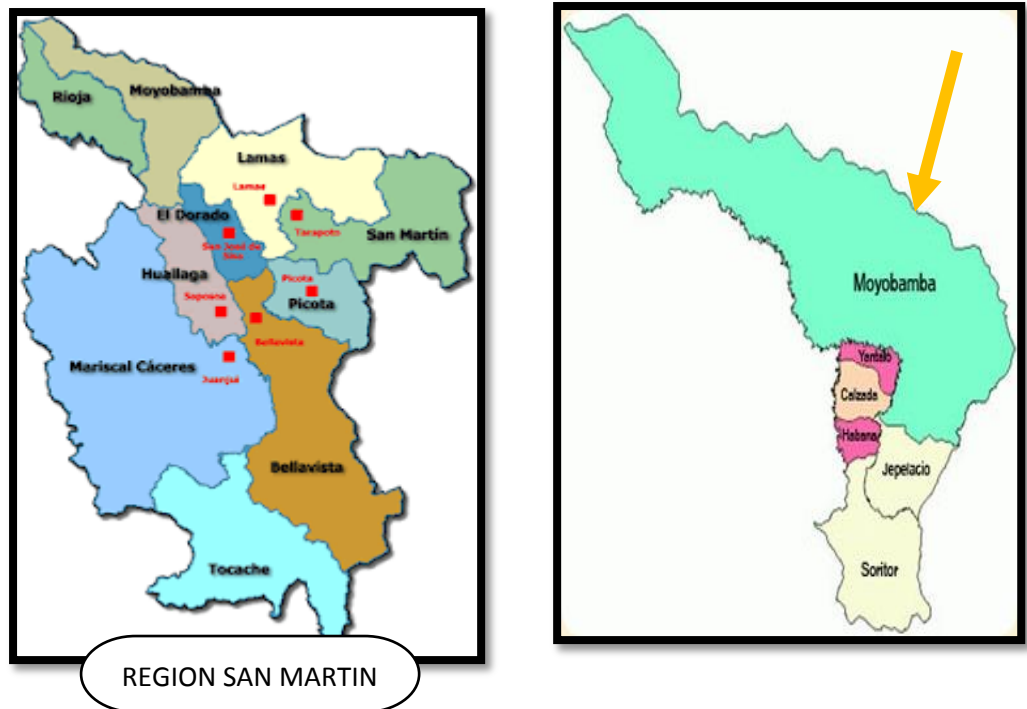 Rioja
Moyobamba
Lamas
Lamas
El Dorado
Tarapoto
San Martín
San José de
Sisa
Huallaga
Picota
Saposoa
Picota
Bellavista
Mariscal Cáceres
Juanjuí
Bellavista
Tocache
REGION SAN MARTIN
Moyobamba
Yantalo
Calzada
Habana
Jepelacio
Soritor